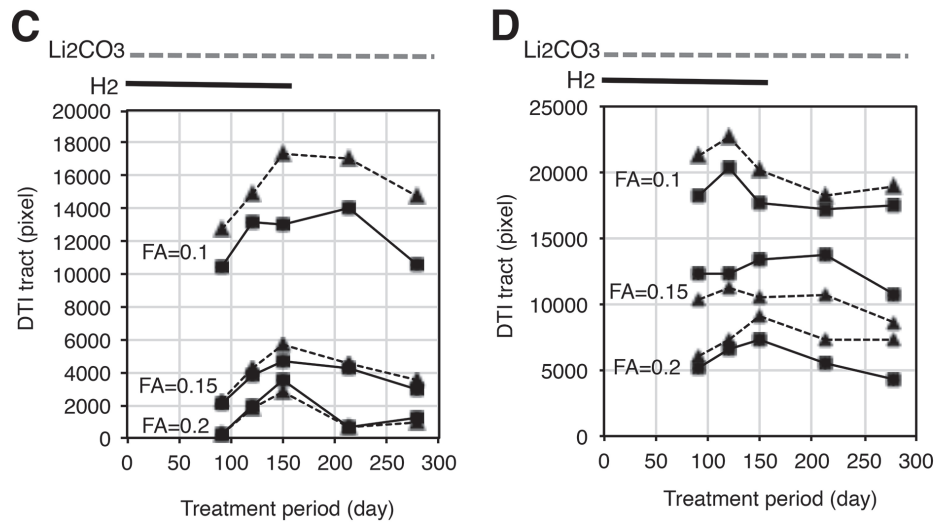 C
Li2CO3
H2
20000
18000
16000
14000
12000
10000
8000
6000
4000
2000
0
DTI tract (pixel)
FA=0.1
FA=0.15
FA=0.2
0 50 100 150 200 250 300
Treatment period (day)
D
Li2CO3
H2
25000
20000
15000
10000
5000
0
DTI tract (pixel)
FA=0.1
FA=0.15
FA=0.2
0 50 100 150 200 250 300
Treatment period (day)